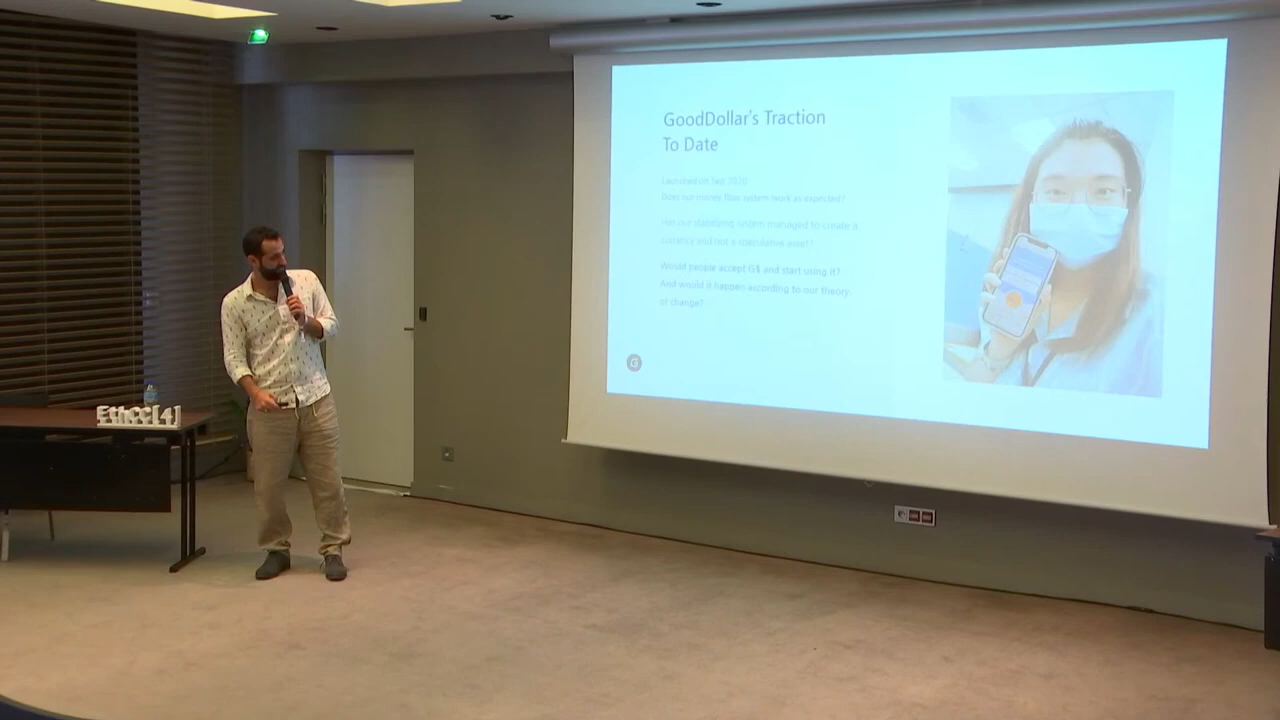 GoodDollar's Traction
To Date
Launched on Sep 2020
Does our money flow system work as expected?
Has our stabilizing system managed to create a
currency and not a speculative asset?
Would people accept G$ and start using it?
And would it happen according to our theory
of change?
EthCC[4]